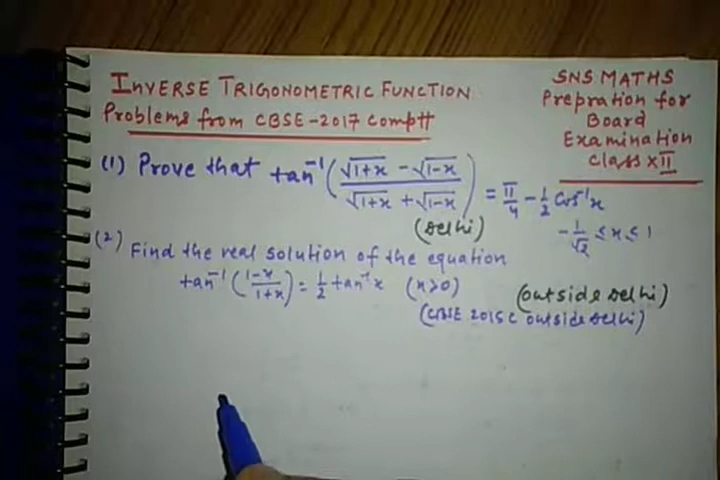 INVERSE TRIGONOMETRIC FUNCTION
Problems from CBSE-2017 Comptt
SNS MATHS
Prepration for
Board
Examination
Class XII
(1) Prove that tan⁻¹ ( (√1+x − √1−x) / (√1+x + √1−x) ) = π/4 − 1/2 Cos⁻¹x
−1/√2 ≤ x ≤ 1
(Delhi)
(2) Find the real solution of the equation
tan⁻¹ ( (1−x) / (1+x) ) = 1/2 tan⁻¹x (x>0)
(outside Delhi)
(CBSE 2015C outside Delhi)